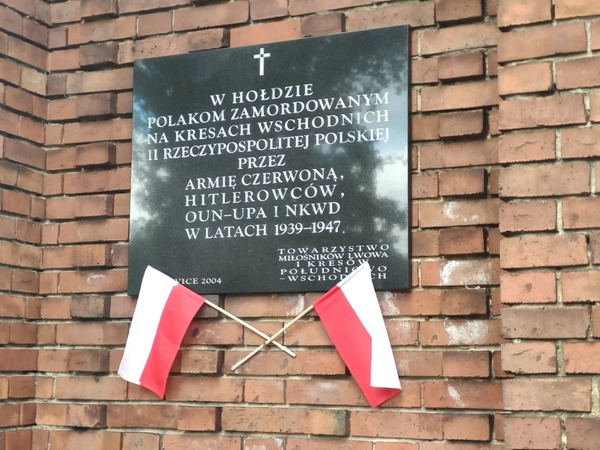 W HOŁDZIE
POLAKOM ZAMORDOWANYM
NA KRESACH WSCHODNICH
II RZECZYPOSPOLITEJ POLSKIEJ
PRZEZ
ARMIĘ CZERWONĄ,
HITLEROWCÓW,
OUN–UPA I NKWD
W LATACH 1939–1947.
TOWARZYSTWO
MIŁOŚNIKÓW LWOWA
I KRESÓW
POŁUDNIOWO
–WSCHODNICH
2004